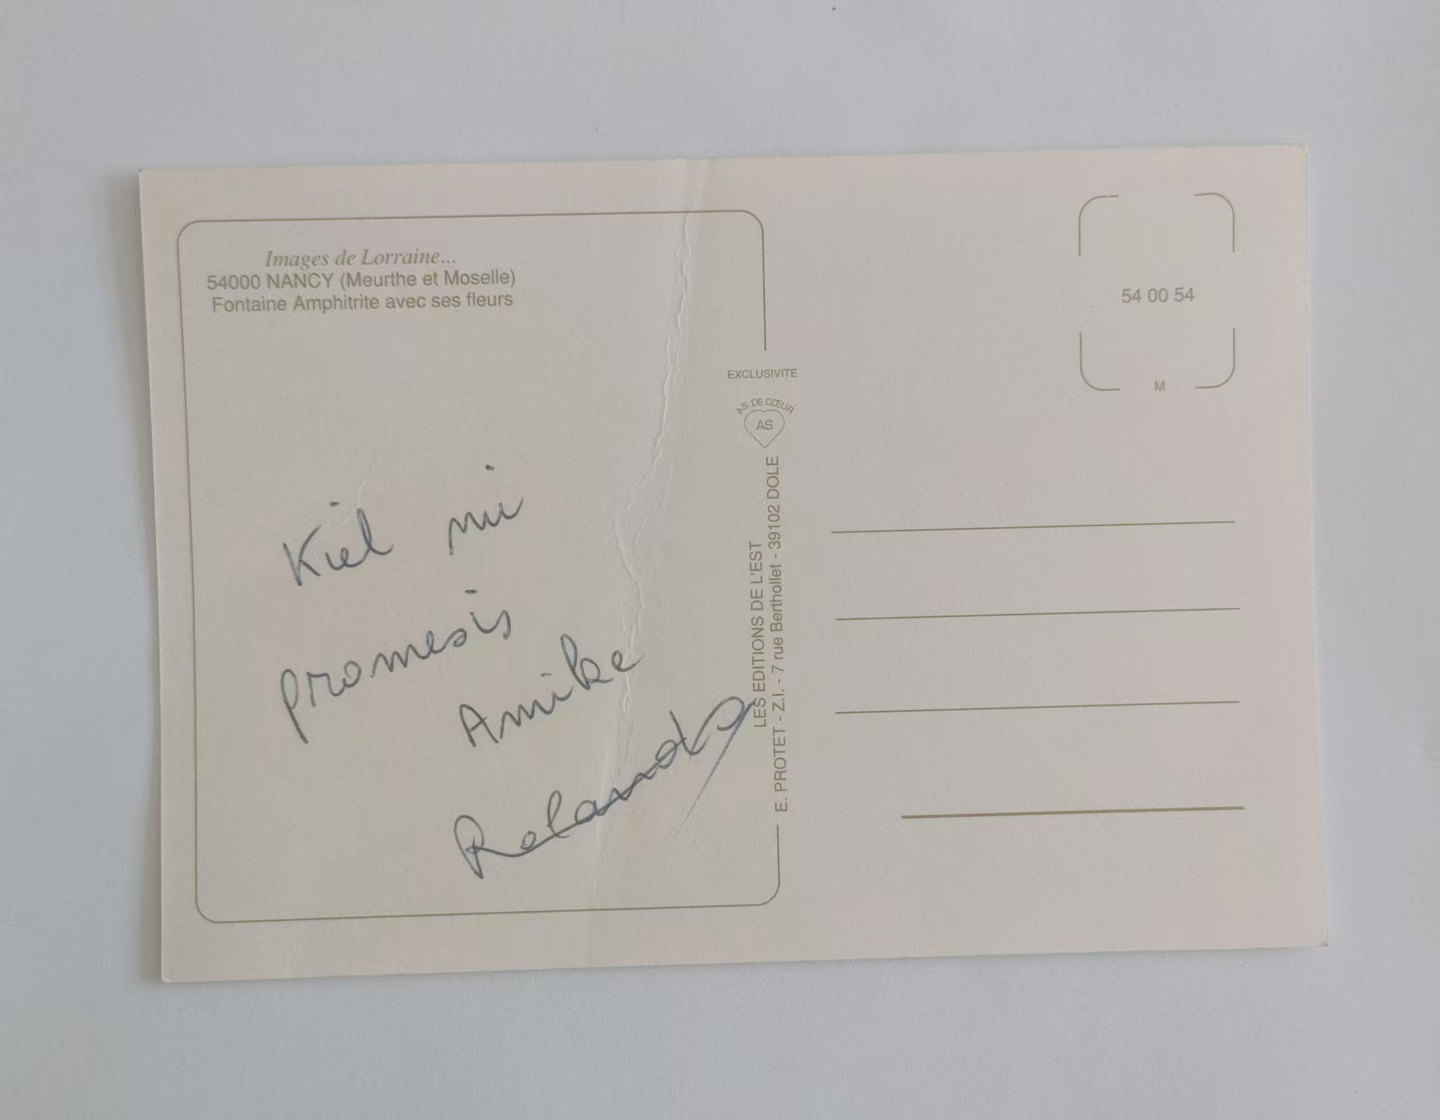 Images de Lorraine...
54000 NANCY (Meurthe et Moselle)
Fontaine Amphitrite avec ses fleurs
Kiel mi
promesis
Amike
Rolando
EXCLUSIVITE
AS DE CŒUR
AS
LES EDITIONS DE L'EST
E. PROTET - Z.I. - 7 rue Berthollet - 39102 DOLE
54 00 54
M